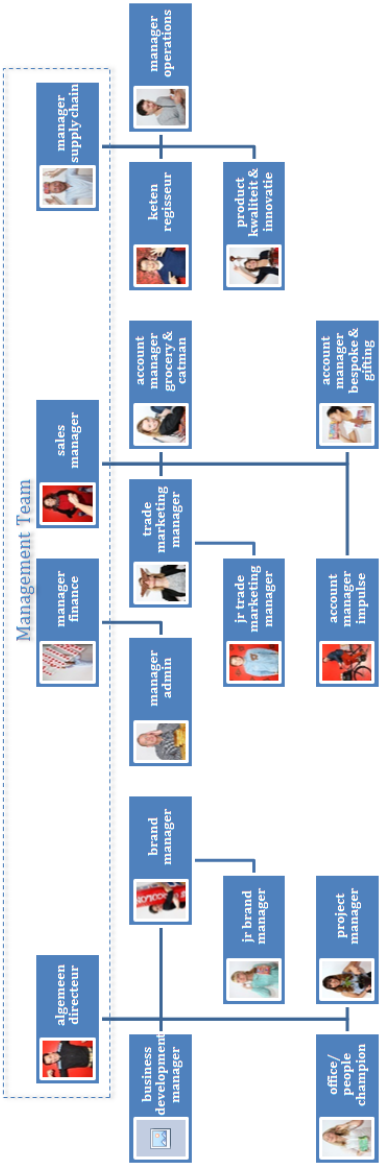 Management Team
algemeen
directeur
manager
finance
sales
manager
manager
supply chain
business
development
manager
brand
manager
manager
admin
trade
marketing
manager
account
manager
grocery &
catman
keten
regisseur
manager
operations
jr brand
manager
jr trade
marketing
manager
product
kwaliteit &
innovatie
office/
people
champion
project
manager
account
manager
impulse
account
manager
bespoke &
gifting